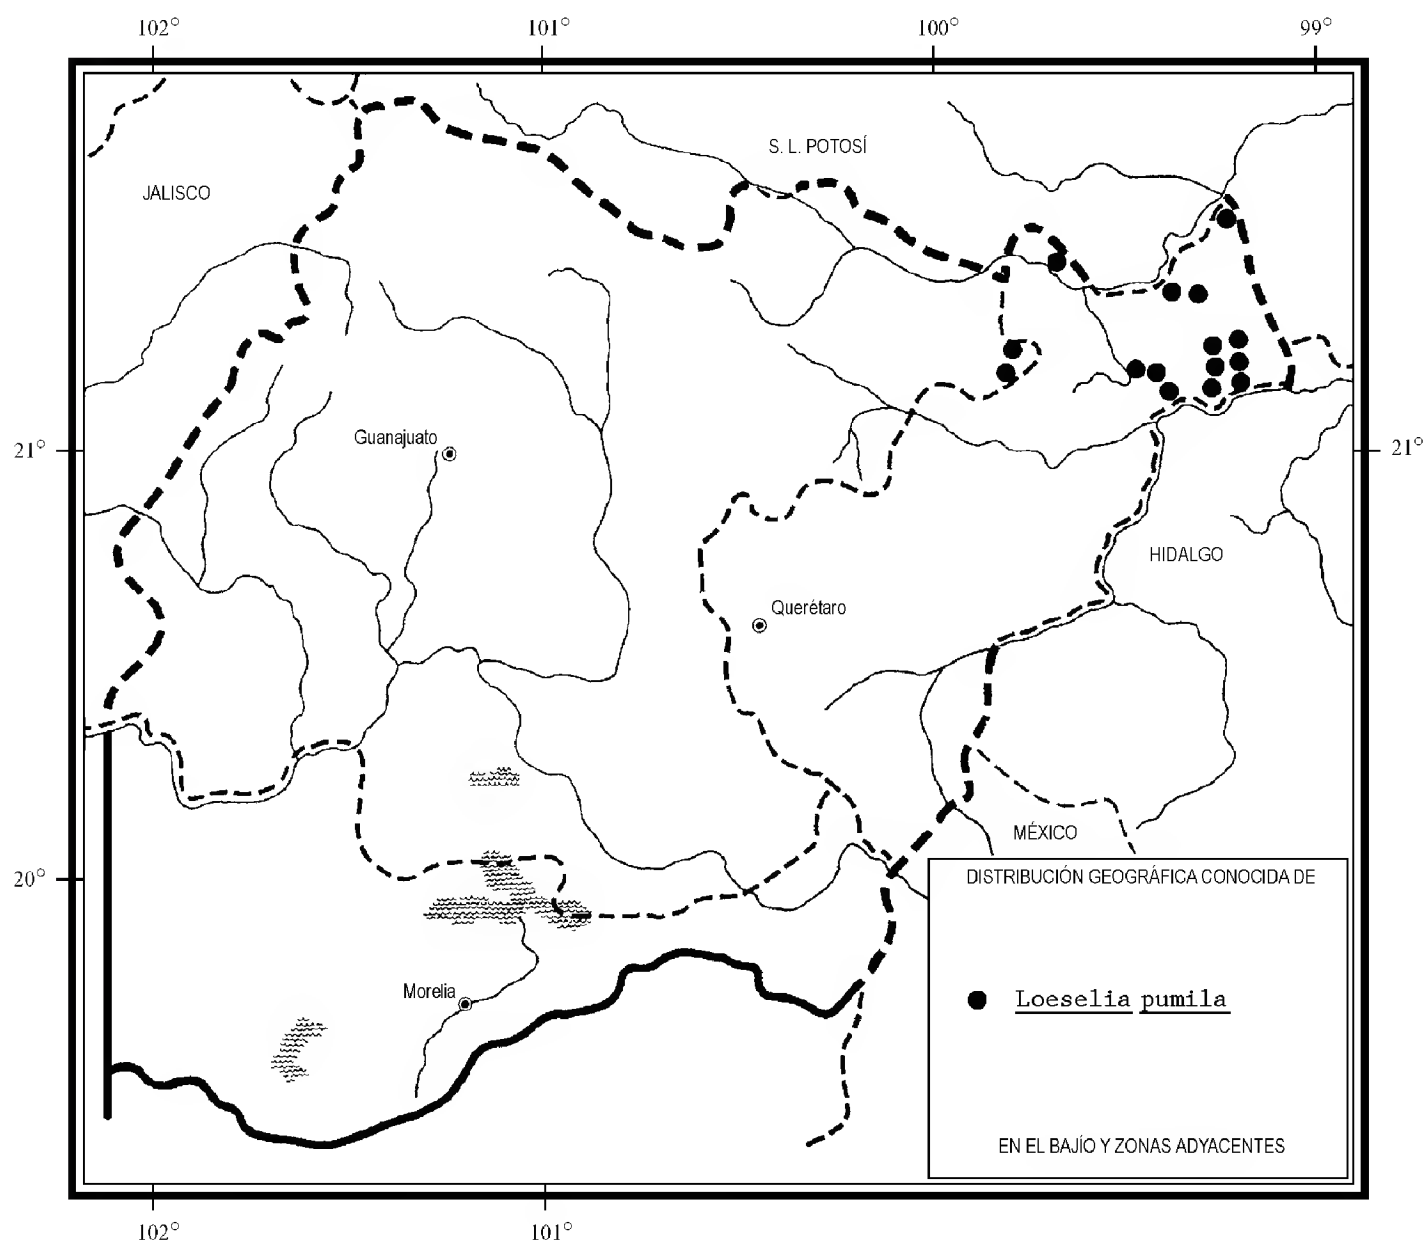 102° 101° 100° 99°
S. L. POTOSÍ
JALISCO
Guanajuato
21° 21°
HIDALGO
Querétaro
MÉXICO
20°
DISTRIBUCIÓN GEOGRÁFICA CONOCIDA DE
Morelia
Loeselia pumila
EN EL BAJÍO Y ZONAS ADYACENTES
102° 101°